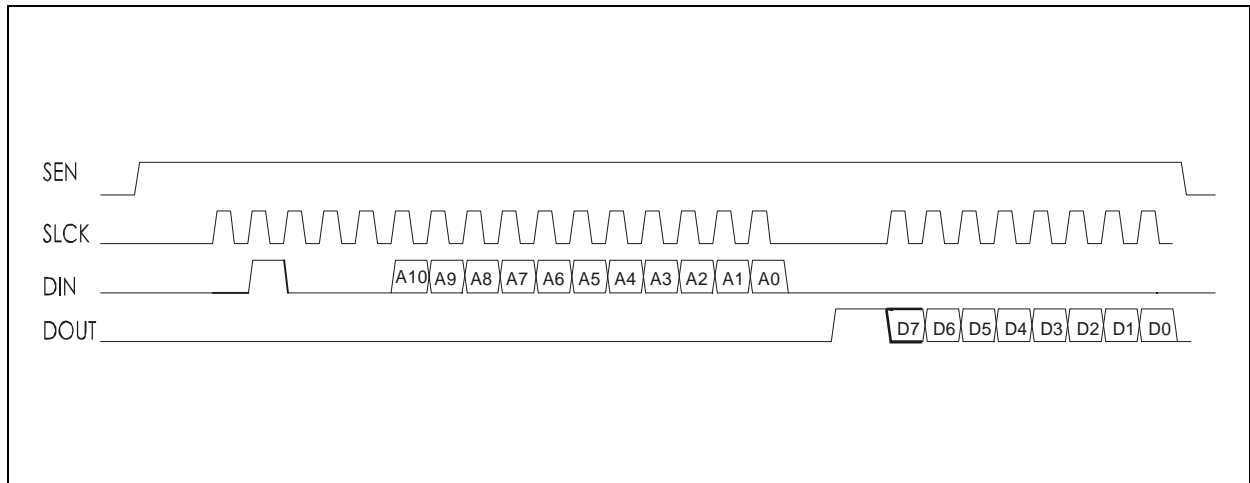 SEN
SLCK
DIN A10 A9 A8 A7 A6 A5 A4 A3 A2 A1 A0
DOUT D7 D6 D5 D4 D3 D2 D1 D0